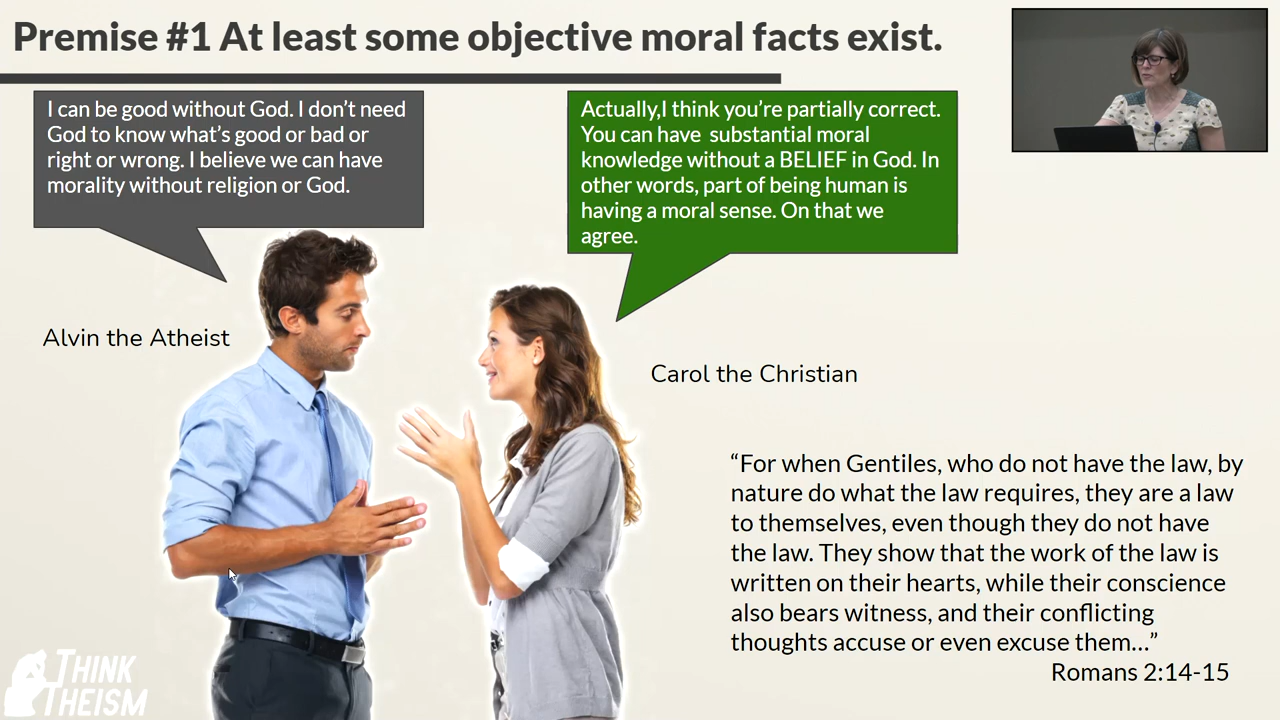 Premise #1 At least some objective moral facts exist.
I can be good without God. I don't need
God to know what's good or bad or
right or wrong. I believe we can have
morality without religion or God.
Actually,I think you're partially correct.
You can have  substantial moral
knowledge without a BELIEF in God. In
other words, part of being human is
having a moral sense. On that we
agree.
Alvin the Atheist
Carol the Christian
“For when Gentiles, who do not have the law, by
nature do what the law requires, they are a law
to themselves, even though they do not have
the law. They show that the work of the law is
written on their hearts, while their conscience
also bears witness, and their conflicting
thoughts accuse or even excuse them…”
Romans 2:14-15
THINK
THEISM